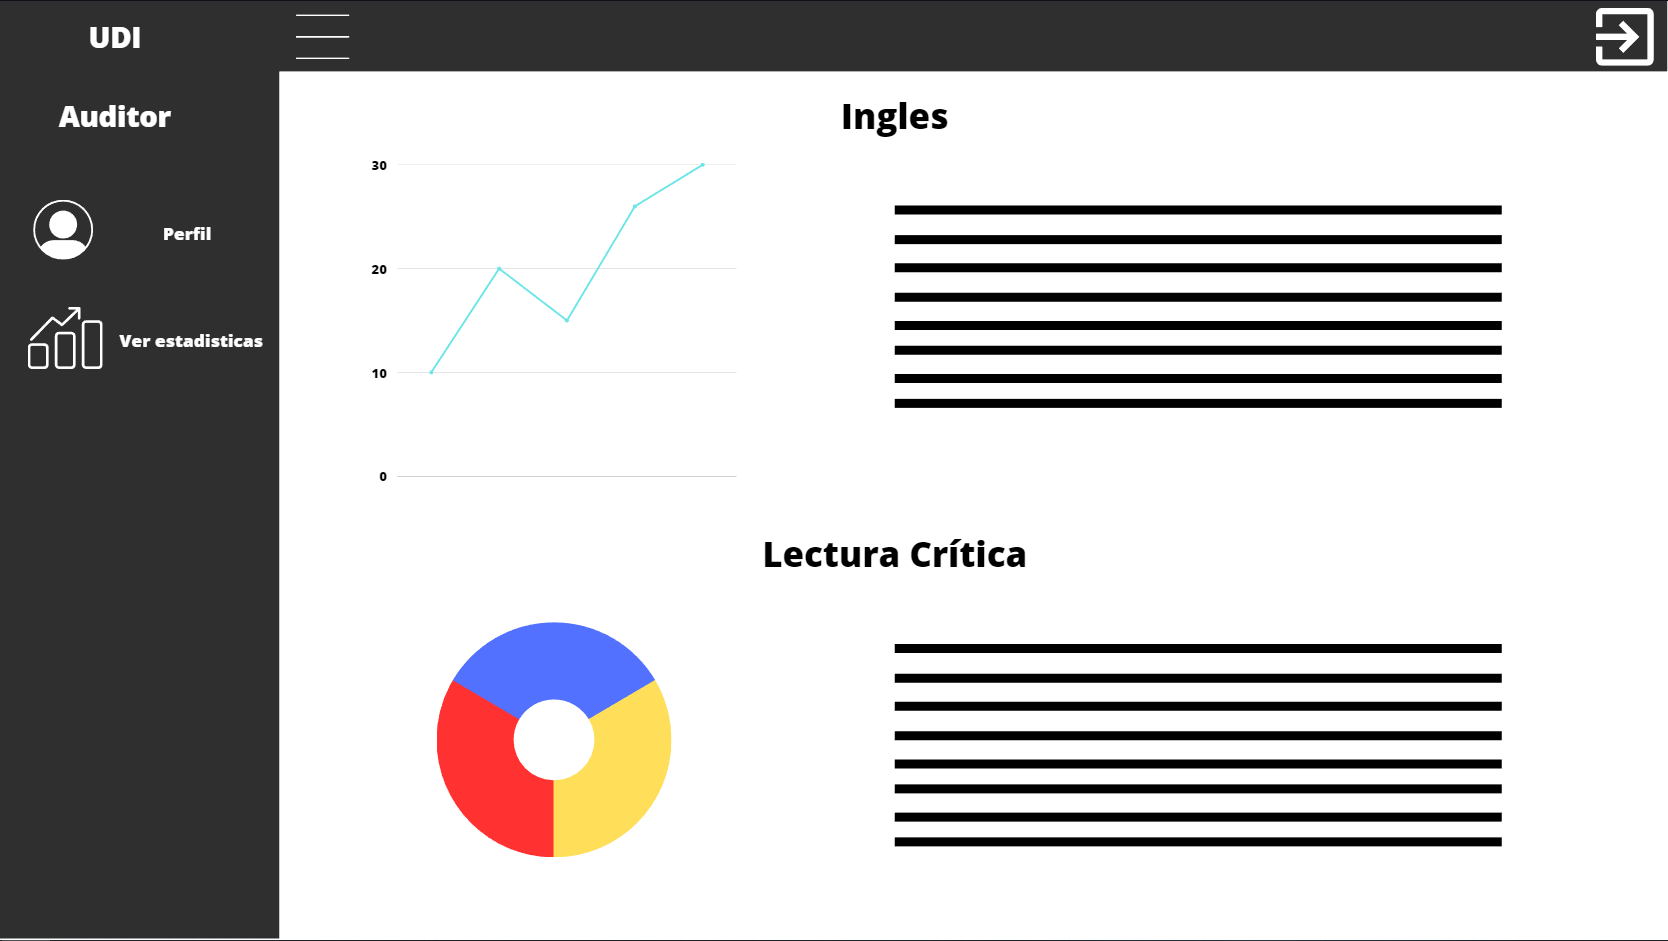 UDI
Auditor
Perfil
Ver estadisticas
Ingles
30
20
10
0
Lectura Crítica